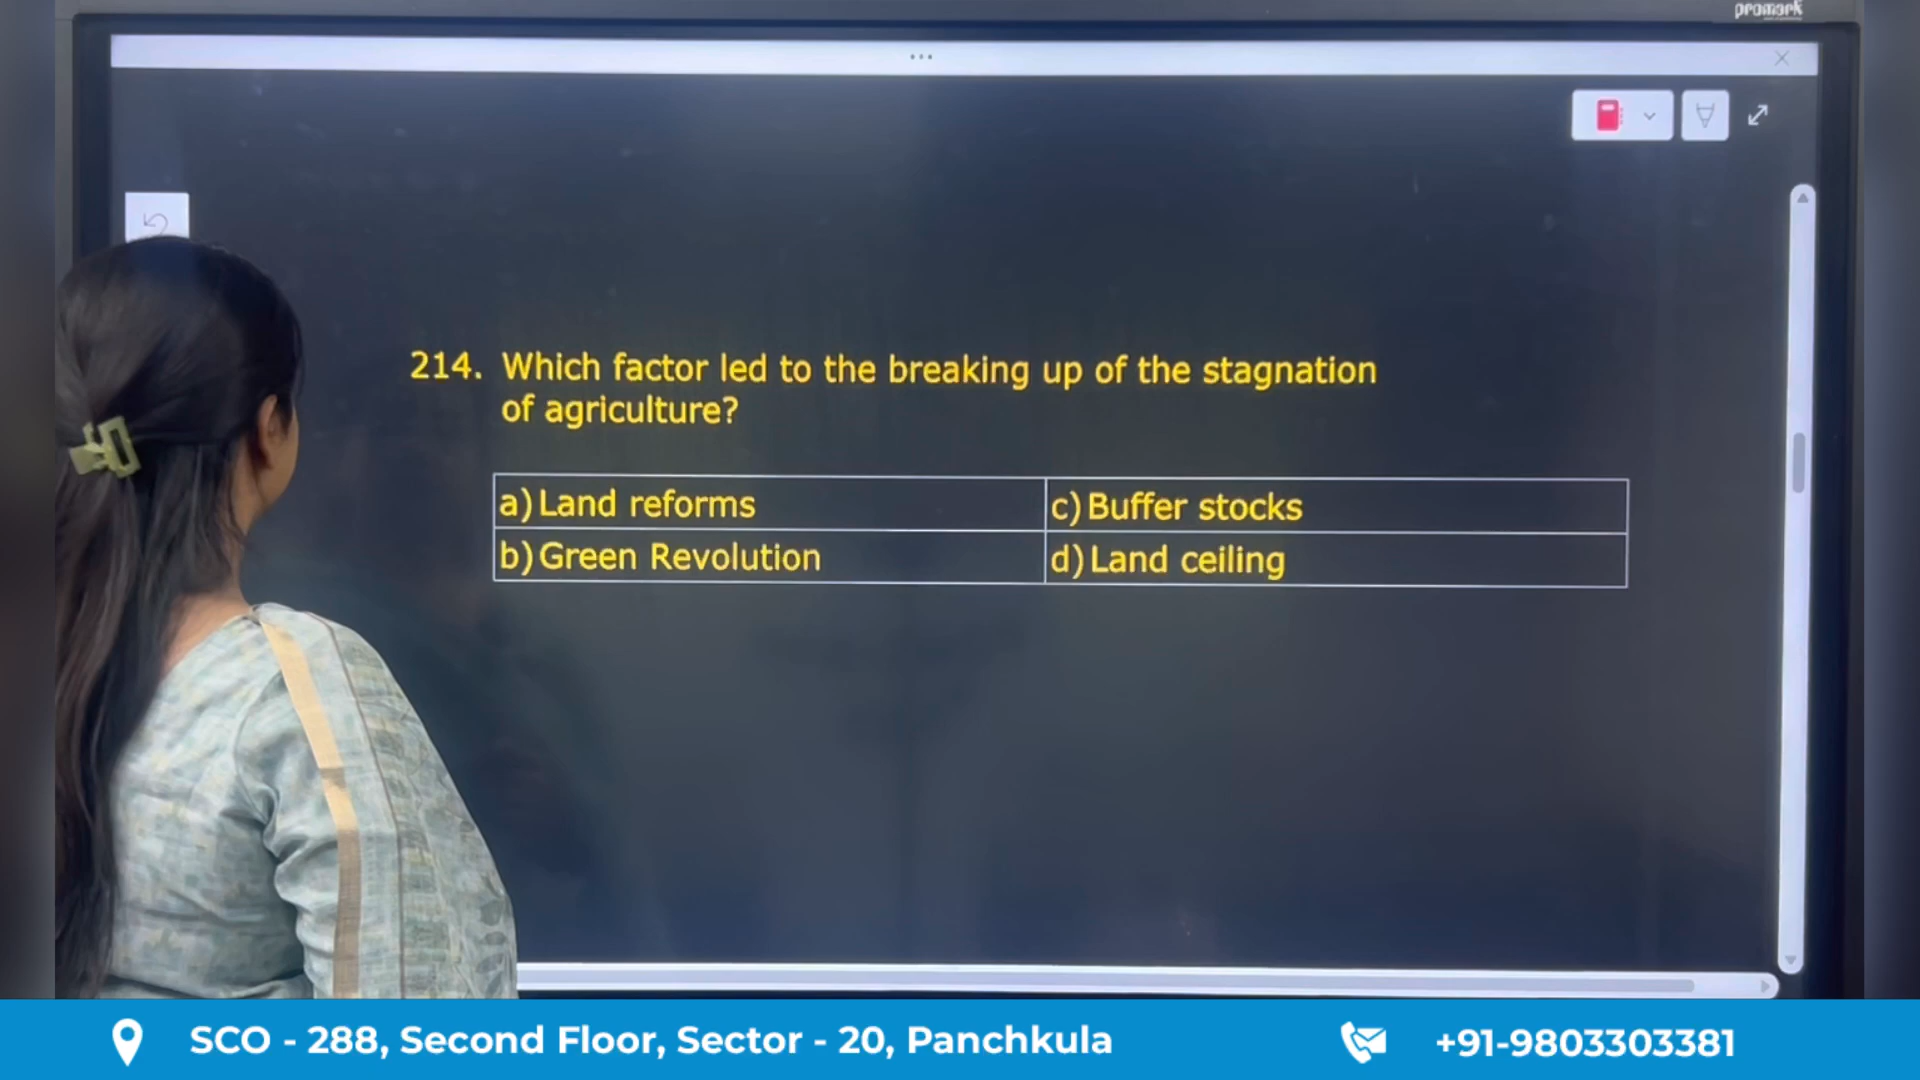 promark
214. Which factor led to the breaking up of the stagnation
of agriculture?
a) Land reforms
c) Buffer stocks
b) Green Revolution
d) Land ceiling
SCO - 288, Second Floor, Sector - 20, Panchkula
+91-9803303381